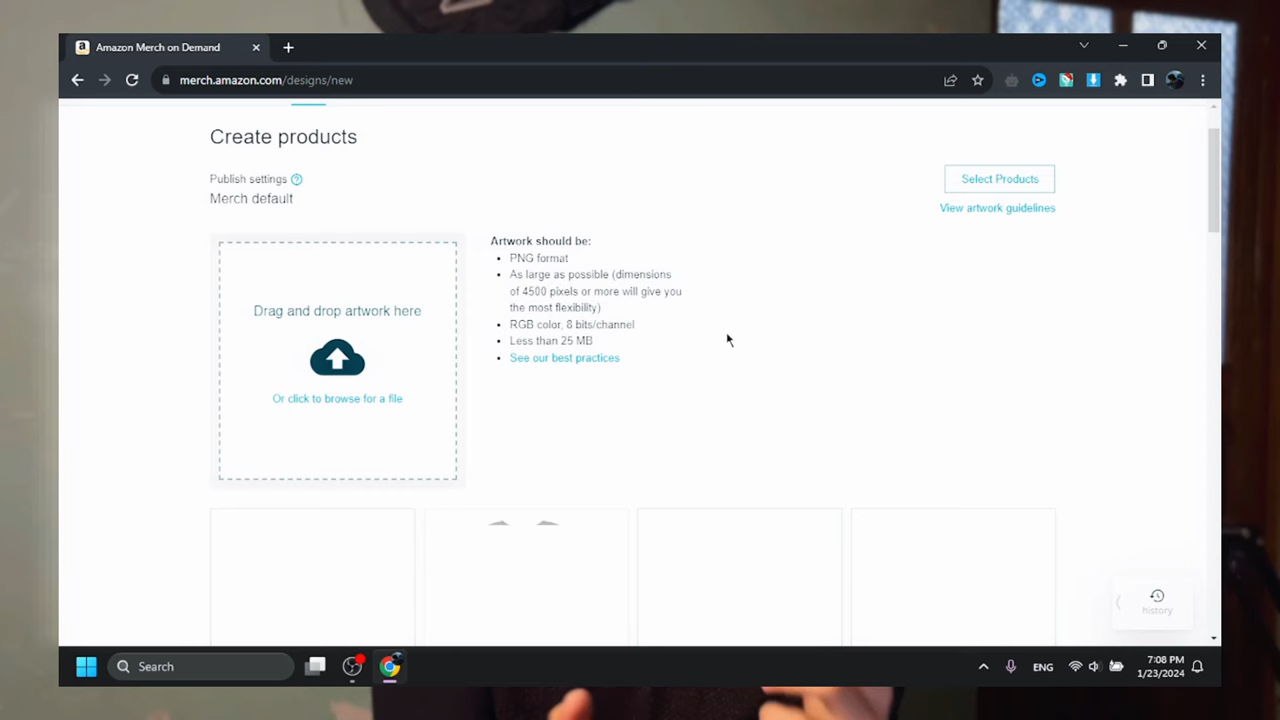 Amazon Merch on Demand
merch.amazon.com/designs/new
Create products
Publish settings
Merch default
Select Products
View artwork guidelines
Drag and drop artwork here
Or click to browse for a file
Artwork should be:
PNG format
As large as possible (dimensions
of 4500 pixels or more will give you
the most flexibility)
RGB color, 8 bits/channel
Less than 25 MB
See our best practices
history
Search
ENG
7:08 PM
1/23/2024